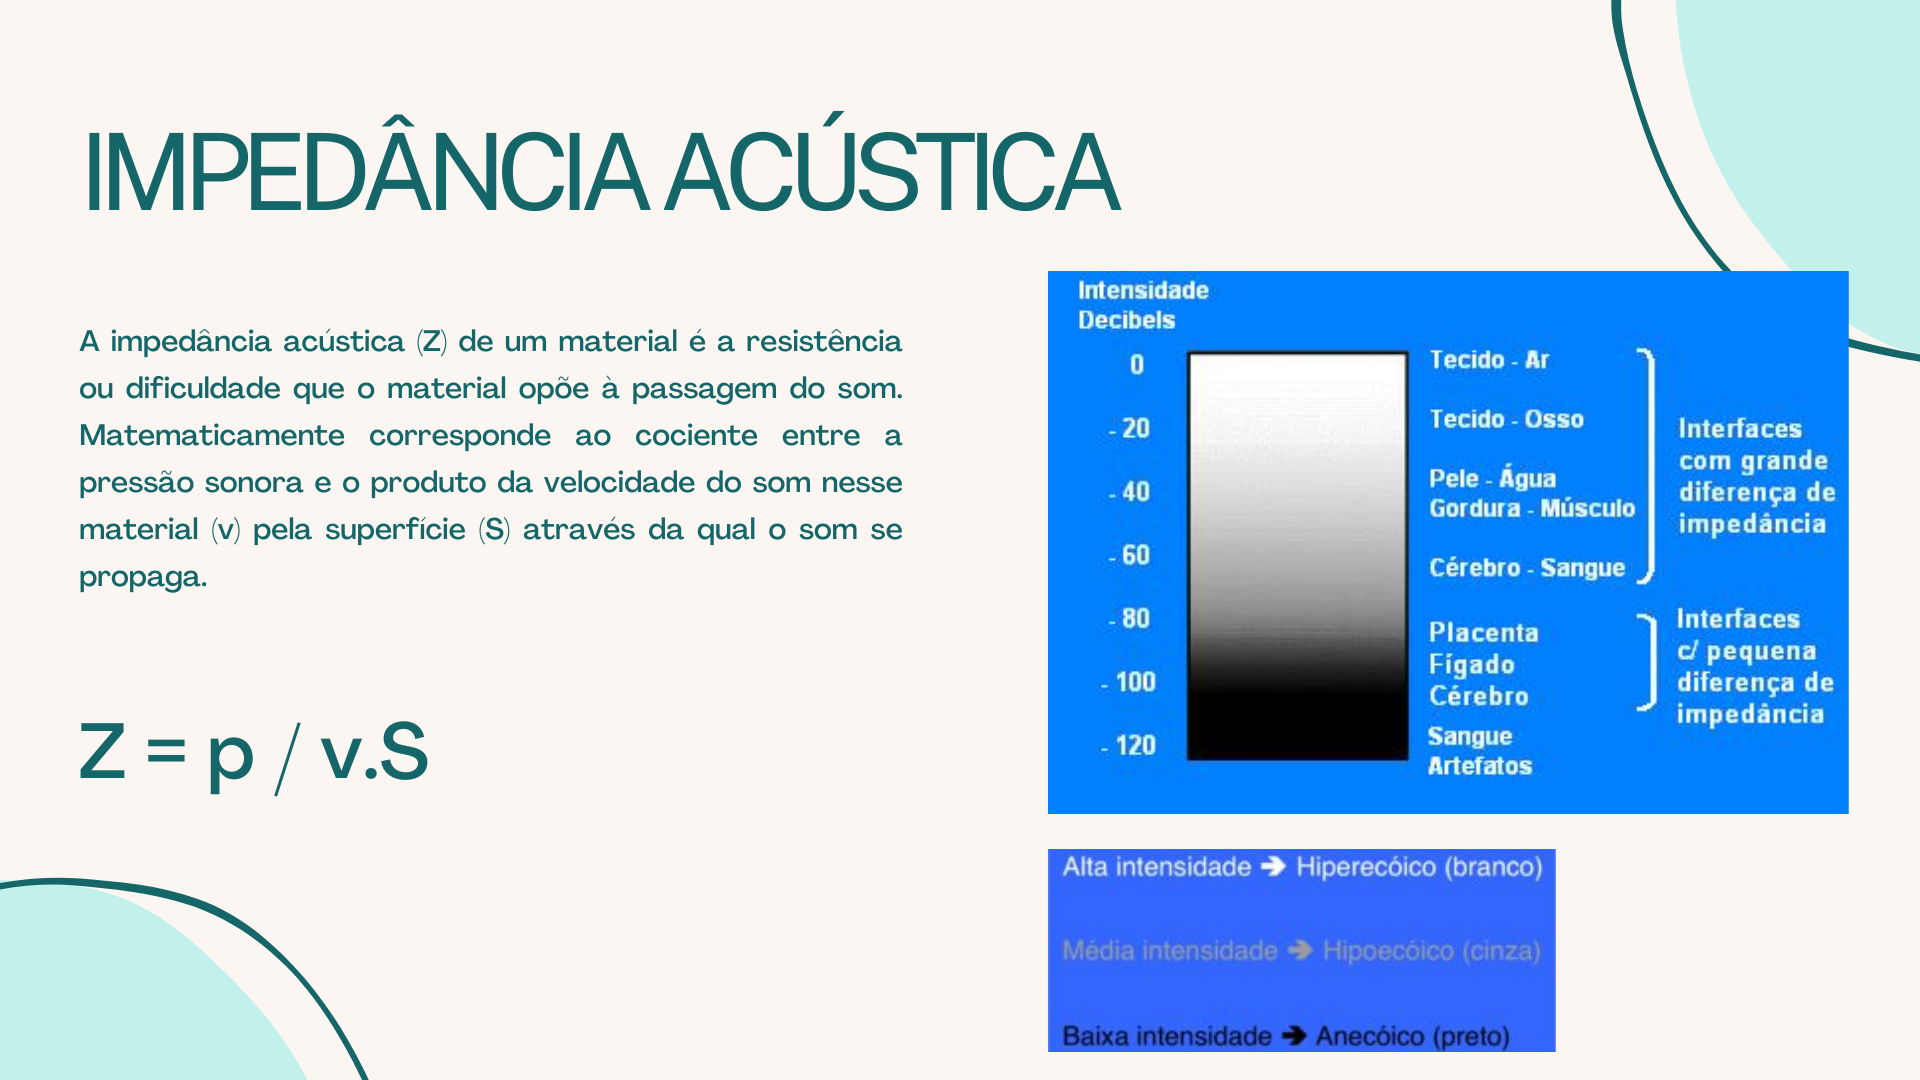 IMPEDÂNCIA ACÚSTICA
A impedância acústica (Z) de um material é a resistência
ou dificuldade que o material opõe à passagem do som.
Matematicamente corresponde ao cociente entre a
pressão sonora e o produto da velocidade do som nesse
material (v) pela superfície (S) através da qual o som se
propaga.
Z = p / v.S
Intensidade
Decibels
0
- 20
- 40
- 60
- 80
- 100
- 120
Tecido - Ar
Tecido - Osso
Pele - Água
Gordura - Músculo
Cérebro - Sangue
Placenta
Fígado
Cérebro
Sangue
Artefatos
Interfaces
com grande
diferença de
impedância
Interfaces
c/ pequena
diferença de
impedância
Alta intensidade ➔ Hiperecóico (branco)
Média intensidade ➔ Hipoecóico (cinza)
Baixa intensidade ➔ Anecóico (preto)